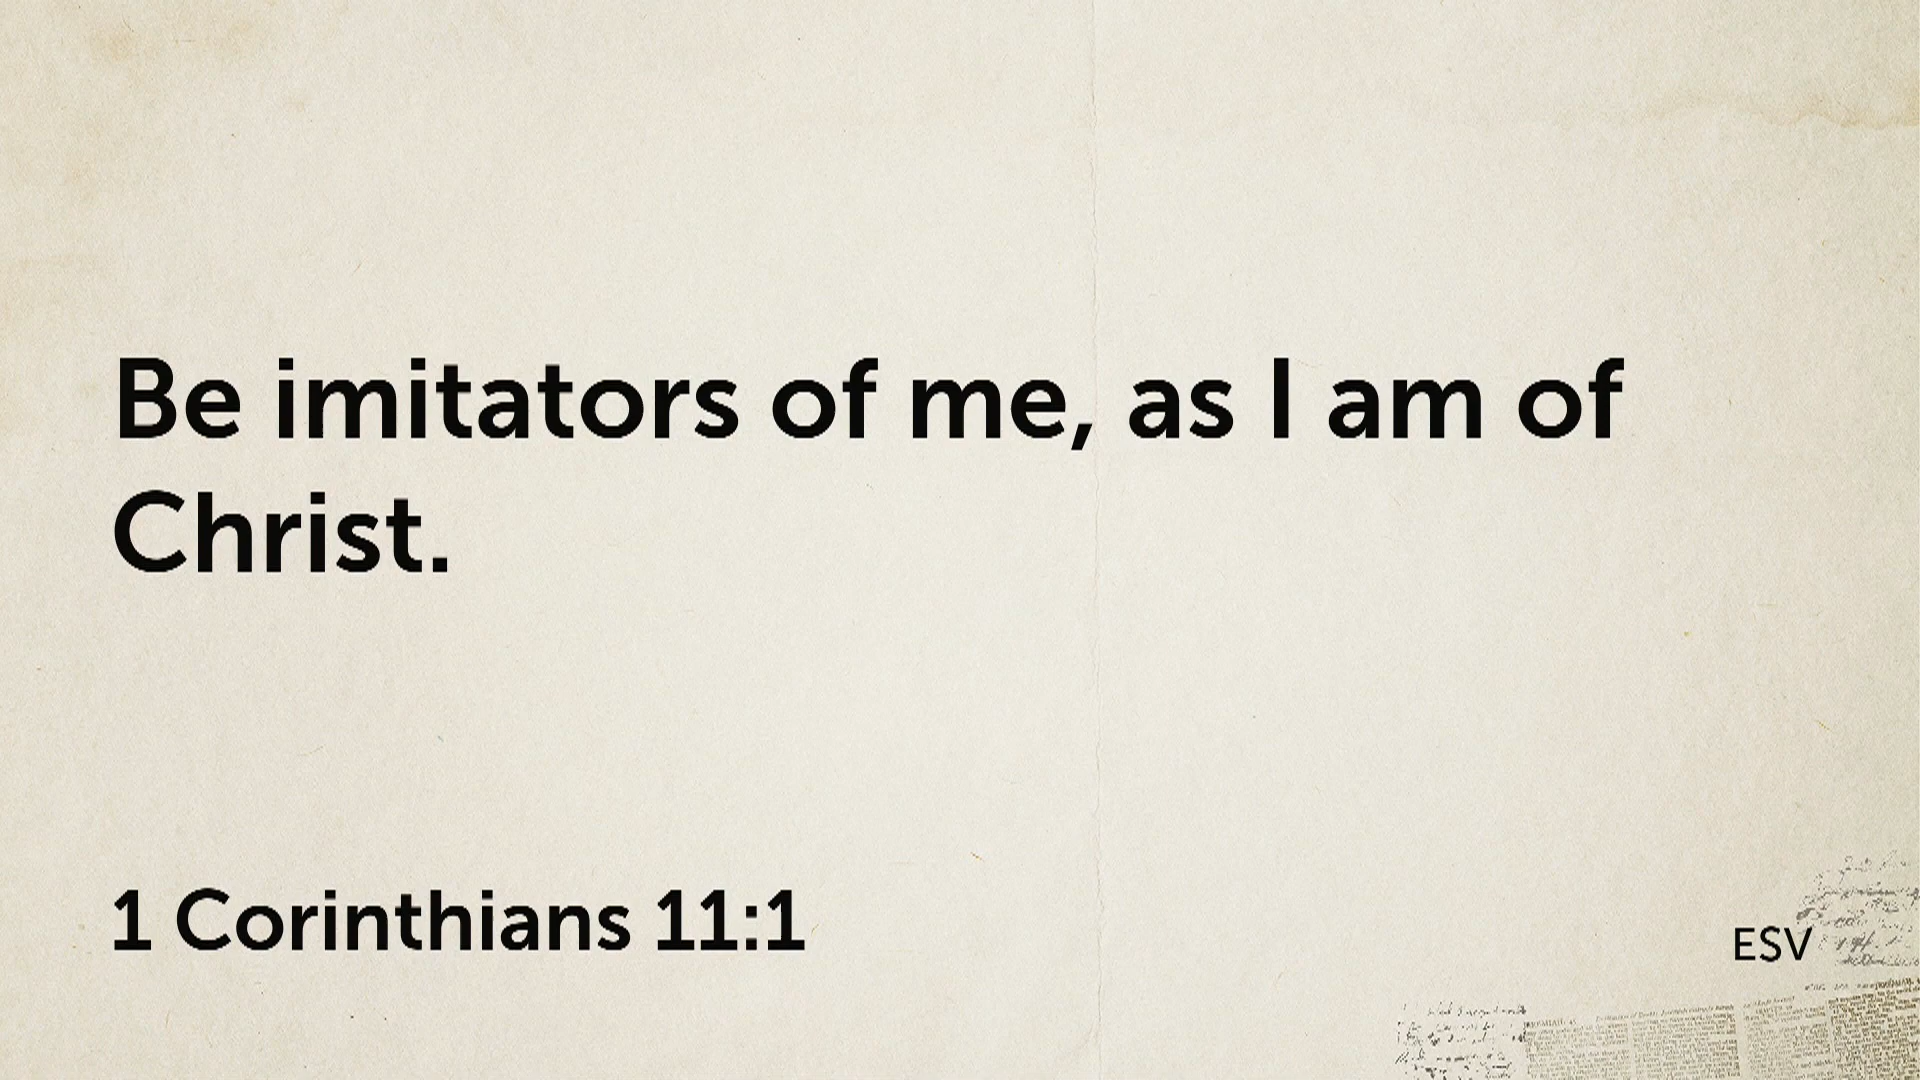 Be imitators of me, as I am of
Christ.
1 Corinthians 11:1
ESV